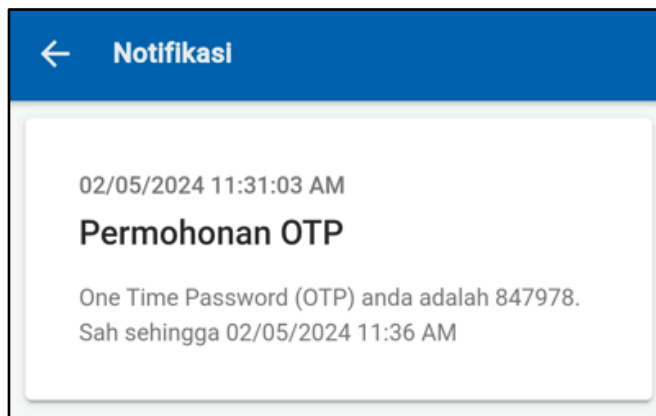 Notifikasi
02/05/2024 11:31:03 AM
Permohonan OTP
One Time Password (OTP) anda adalah 847978.
Sah sehingga 02/05/2024 11:36 AM